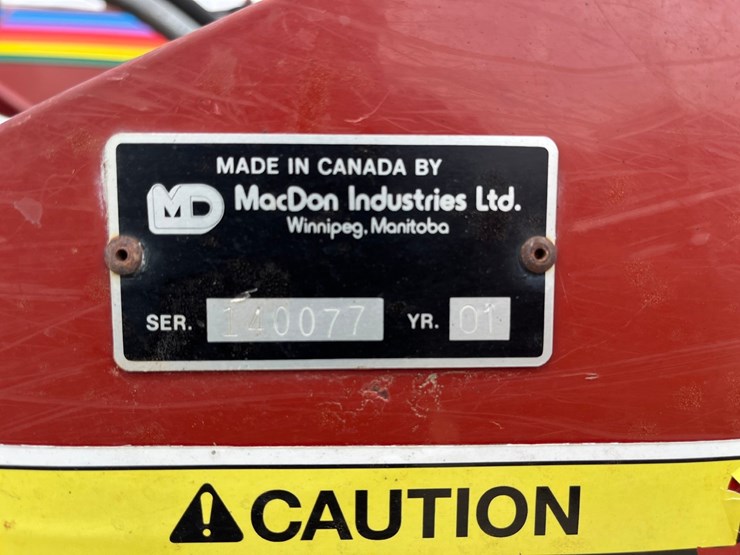 MADE IN CANADA BY
MD MacDon Industries Ltd.
Winnipeg, Manitoba
SER. 140077 YR. 01
CAUTION